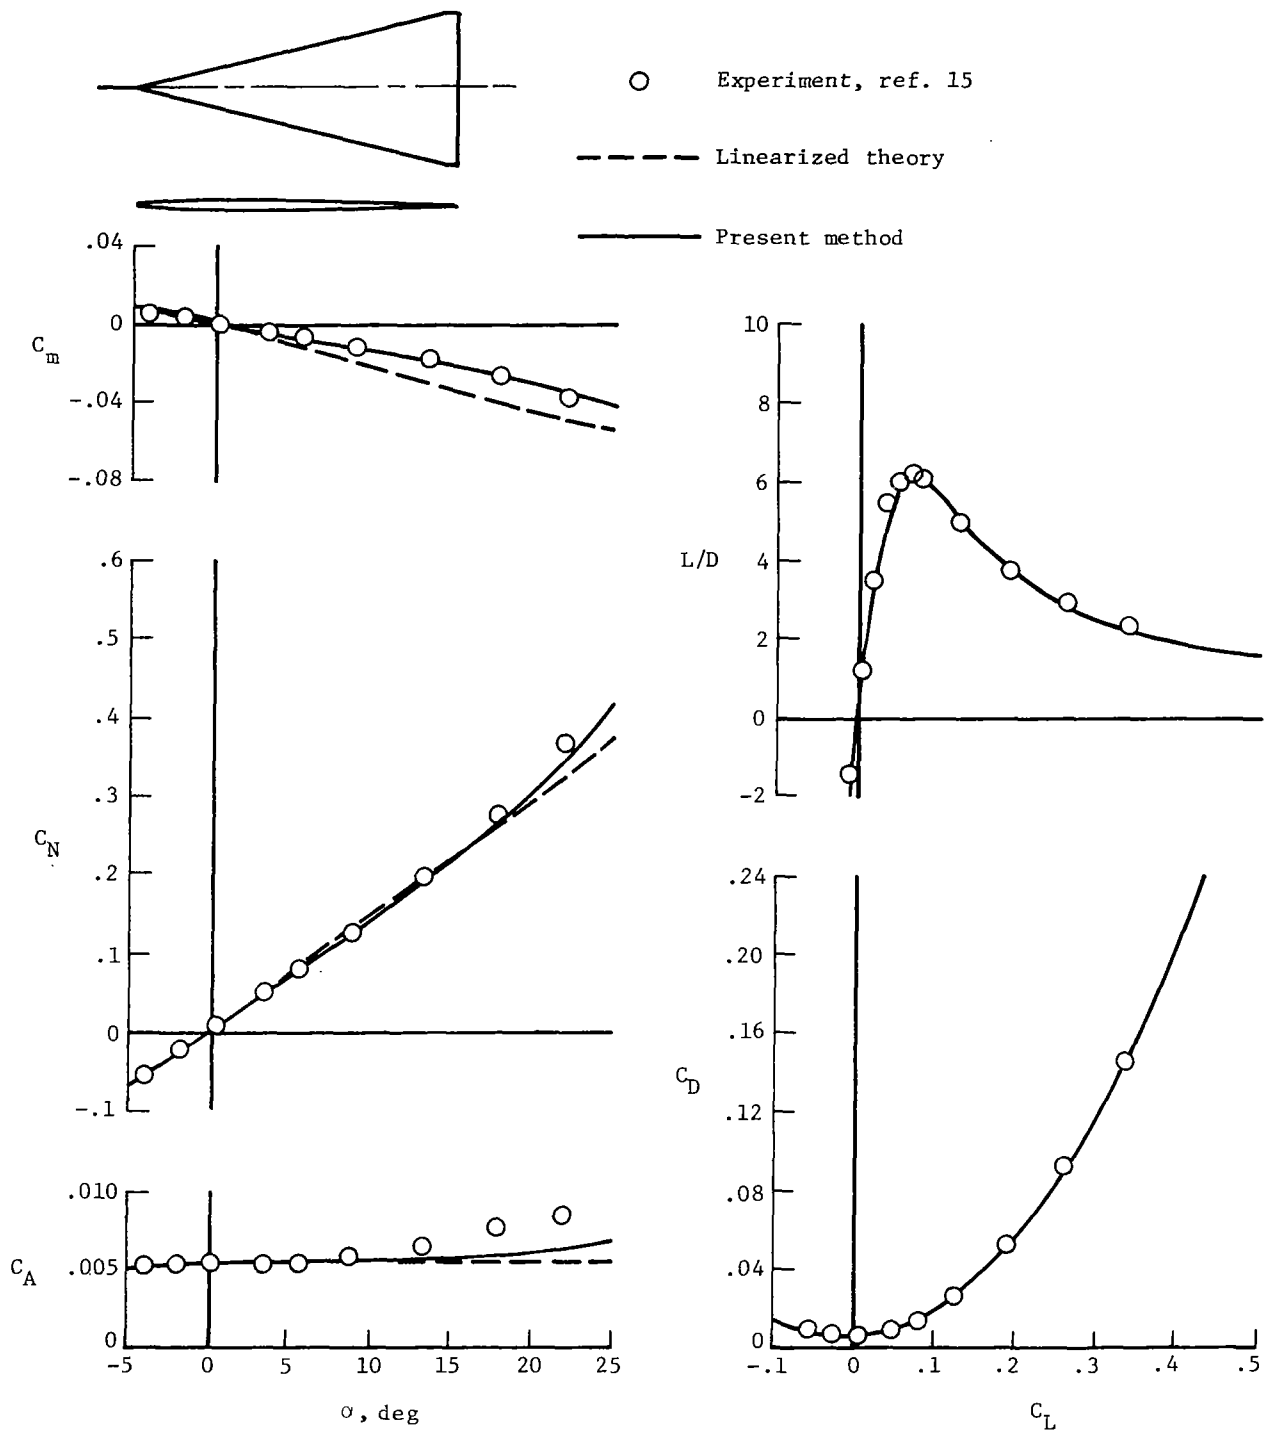 Experiment, ref. 15
Linearized theory
Present method
.04
0
-.04
-.08
C_m
.6
.5
.4
.3
.2
.1
0
-.1
C_N
.010
.005
0
C_A
-5 0 5 10 15 20 25
α, deg
10
8
6
4
2
0
-2
L/D
.24
.20
.16
.12
.08
.04
0
C_D
-.1 0 .1 .2 .3 .4 .5
C_L